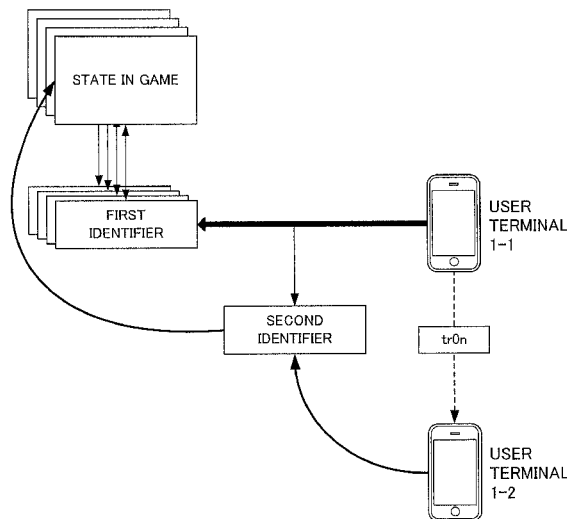 STATE IN GAME
FIRST
IDENTIFIER
USER
TERMINAL
1-1
SECOND
IDENTIFIER
tr0n
USER
TERMINAL
1-2